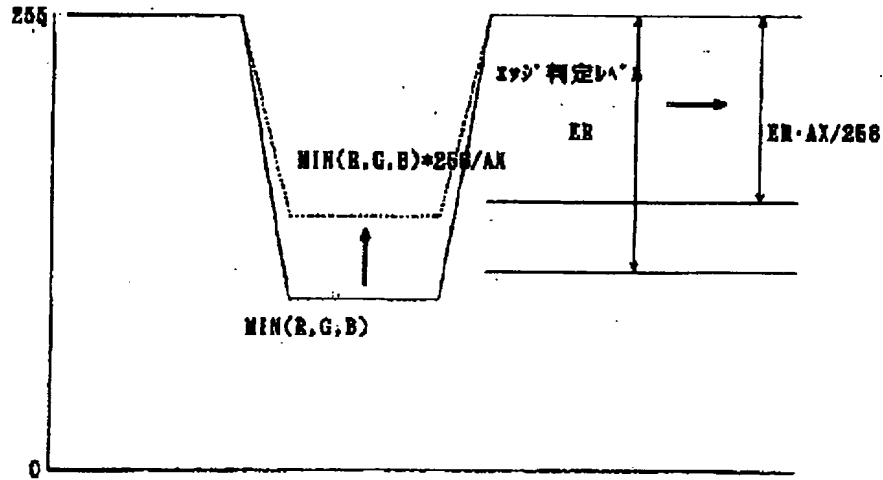 255
ｴｯｼﾞ判定ﾚﾍﾞﾙ
ER
ER・AX/256
MIN(R,G,B)*256/AX
MIN(R,G,B)
0